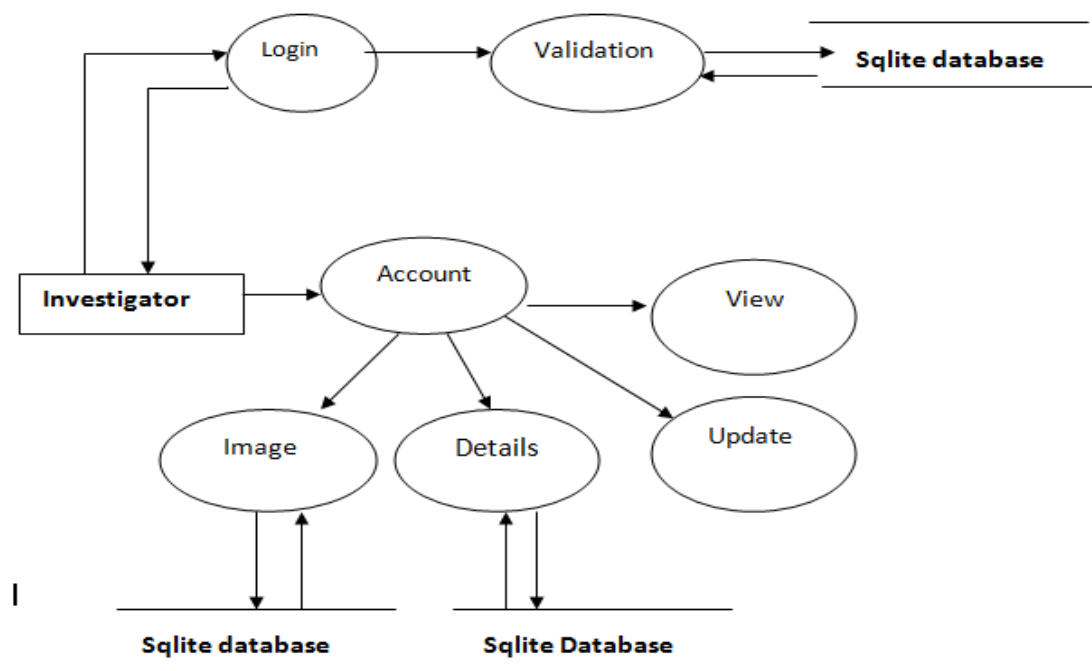 Login
Validation
Sqlite database
Account
Investigator
View
Image
Details
Update
l
Sqlite database
Sqlite Database